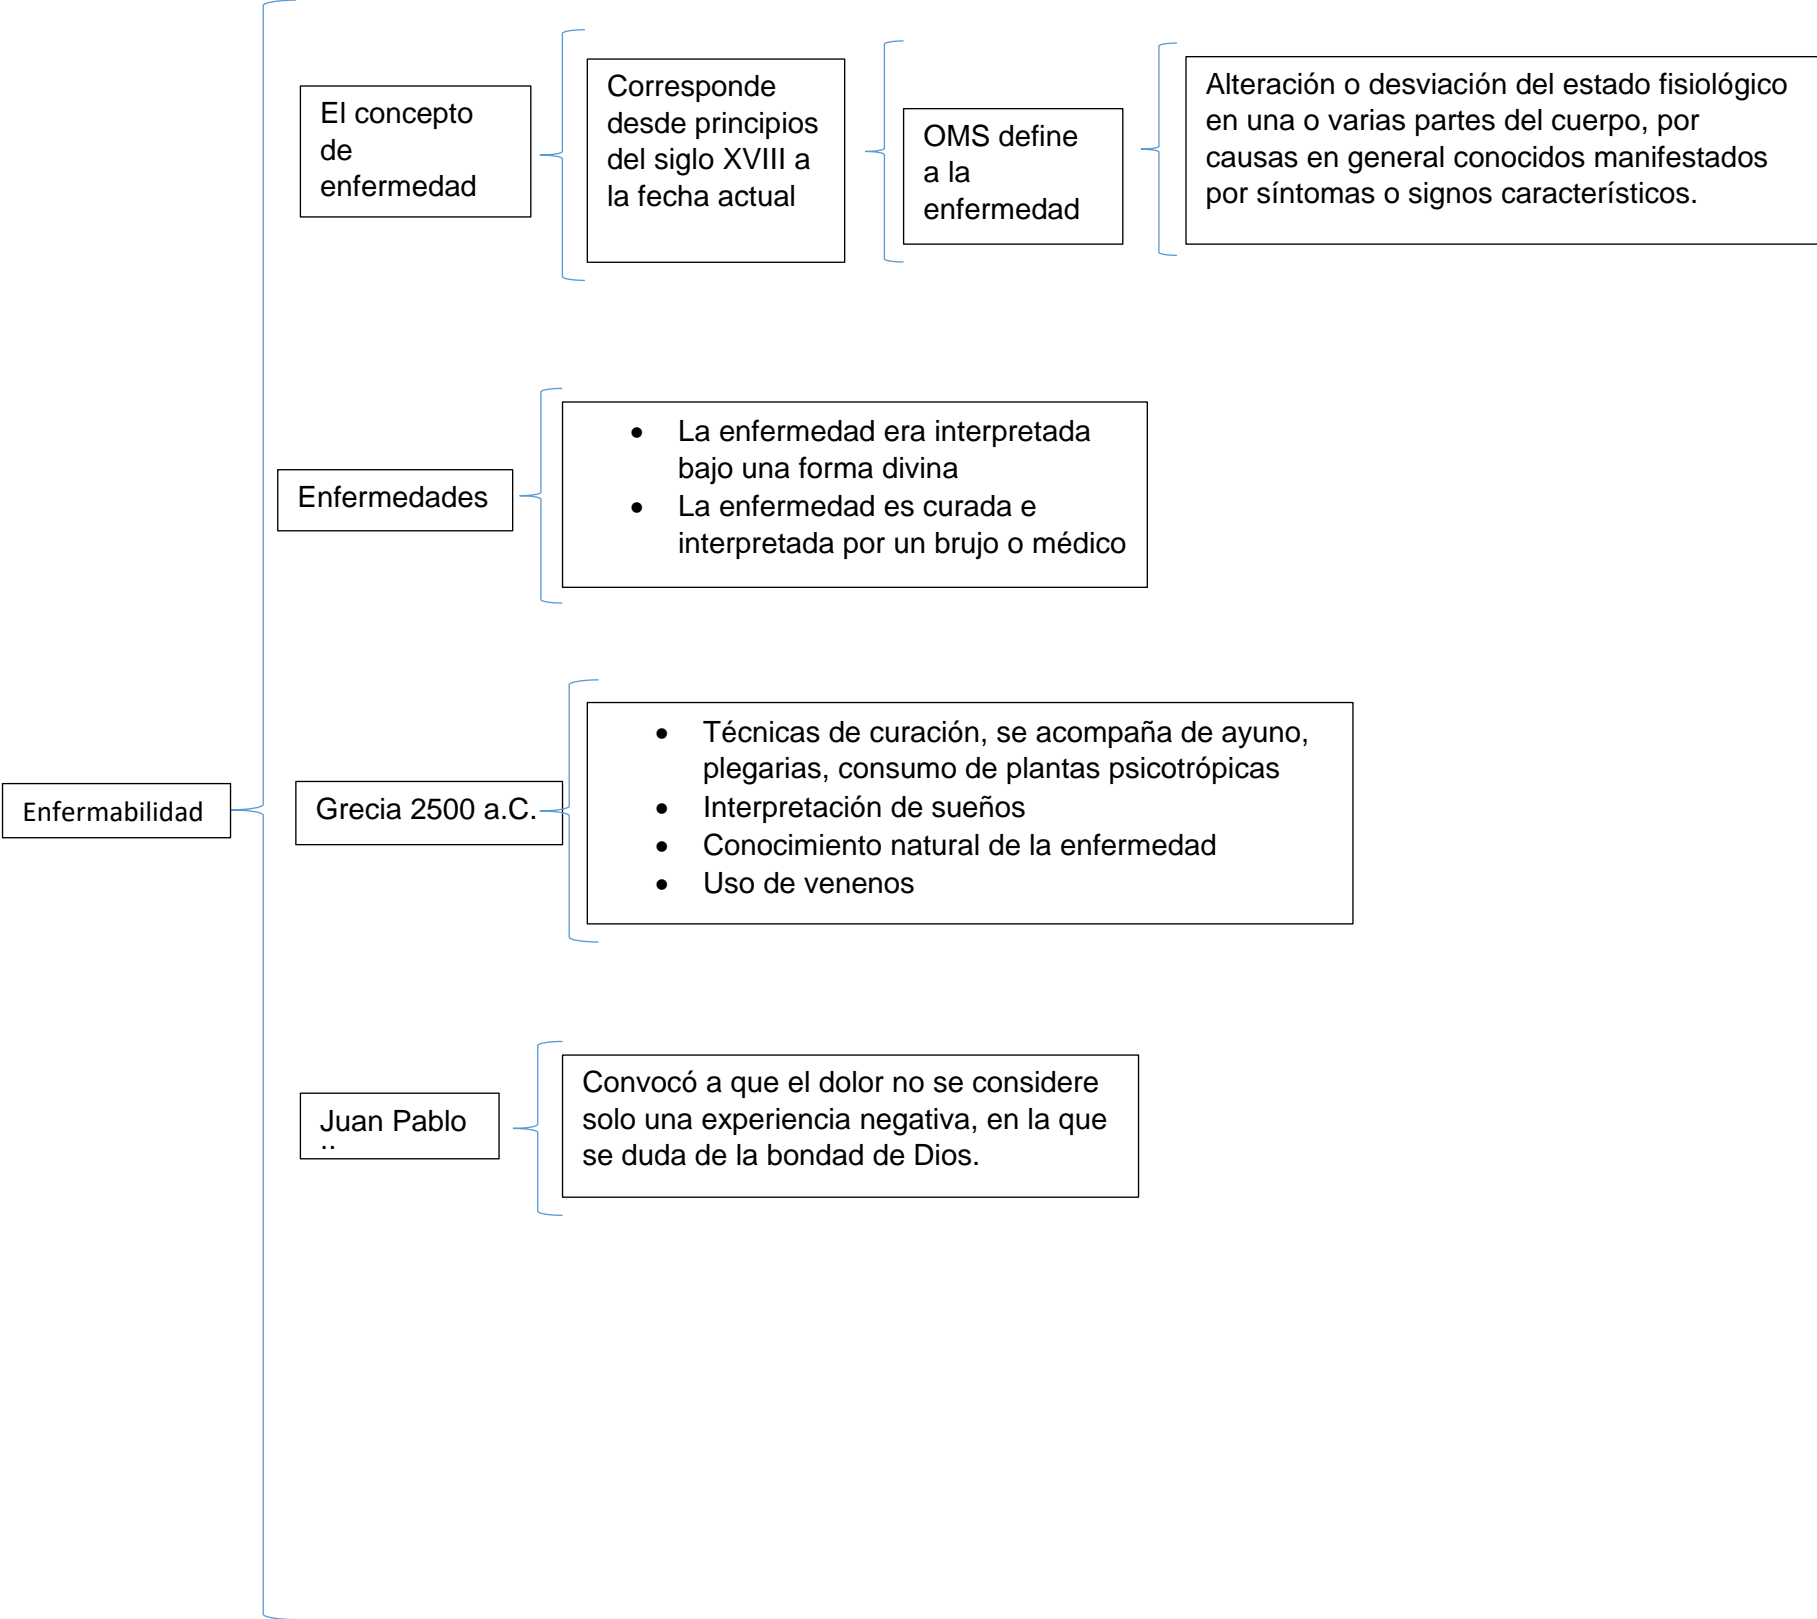 El concepto
de
enfermedad
Corresponde
desde principios
del siglo XVIII a
la fecha actual
OMS define
a la
enfermedad
Alteración o desviación del estado fisiológico
en una o varias partes del cuerpo, por
causas en general conocidos manifestados
por síntomas o signos característicos.
Enfermedades
• La enfermedad era interpretada
bajo una forma divina
• La enfermedad es curada e
interpretada por un brujo o médico
Enfermabilidad
Grecia 2500 a.C.
• Técnicas de curación, se acompaña de ayuno,
plegarias, consumo de plantas psicotrópicas
• Interpretación de sueños
• Conocimiento natural de la enfermedad
• Uso de venenos
Juan Pablo
Convocó a que el dolor no se considere
solo una experiencia negativa, en la que
se duda de la bondad de Dios.